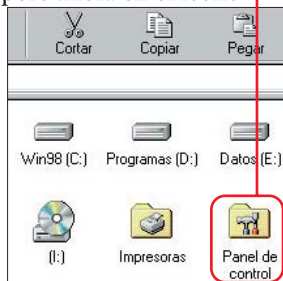 Cortar Copiar Pegar
Win98 (C:) Programas (D:) Datos (E:)
(I:) Impresoras Panel de
control